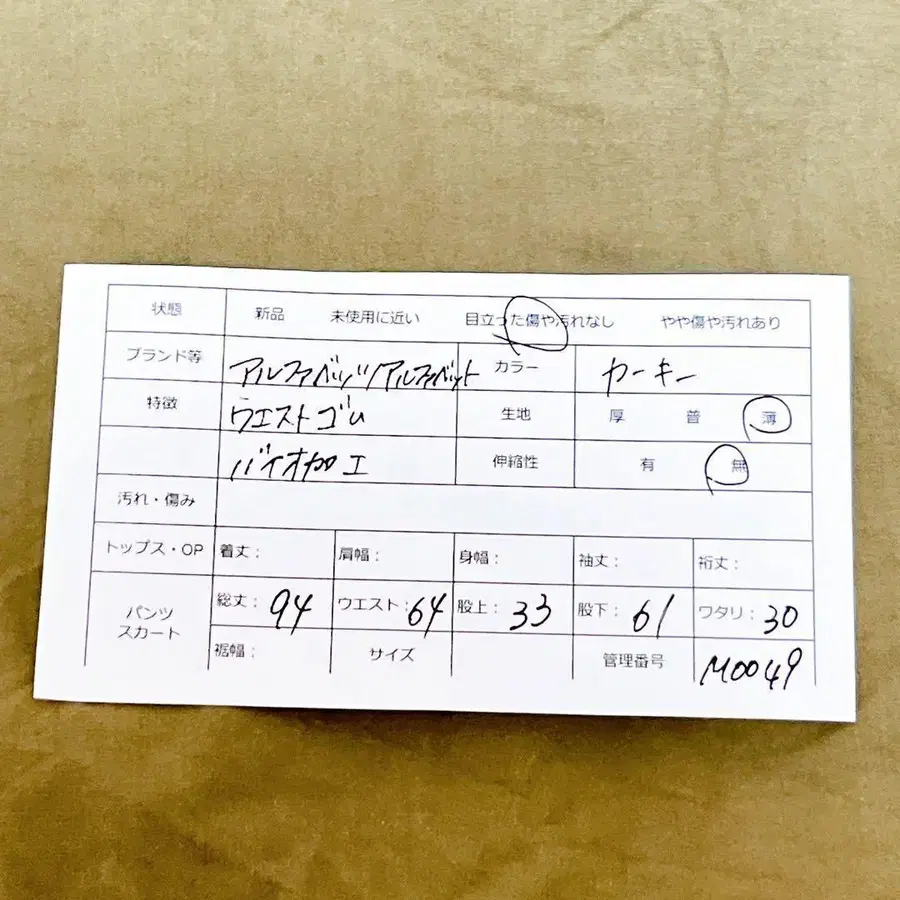 状態 新品 未使用に近い 目立った傷や汚れなし やや傷や汚れあり
ブランド等 アルファベッツ/アルファベット カラー カーキー
特徴 ウエストゴム 生地 厚 普 薄
バイオ加工 伸縮性 有 無
汚れ・傷み
トップス・OP 着丈: 肩幅: 身幅: 袖丈: 裄丈:
パンツ スカート 総丈: 94 ウエスト: 64 股上: 33 股下: 61 ワタリ: 30
裾幅: サイズ 管理番号 M0049